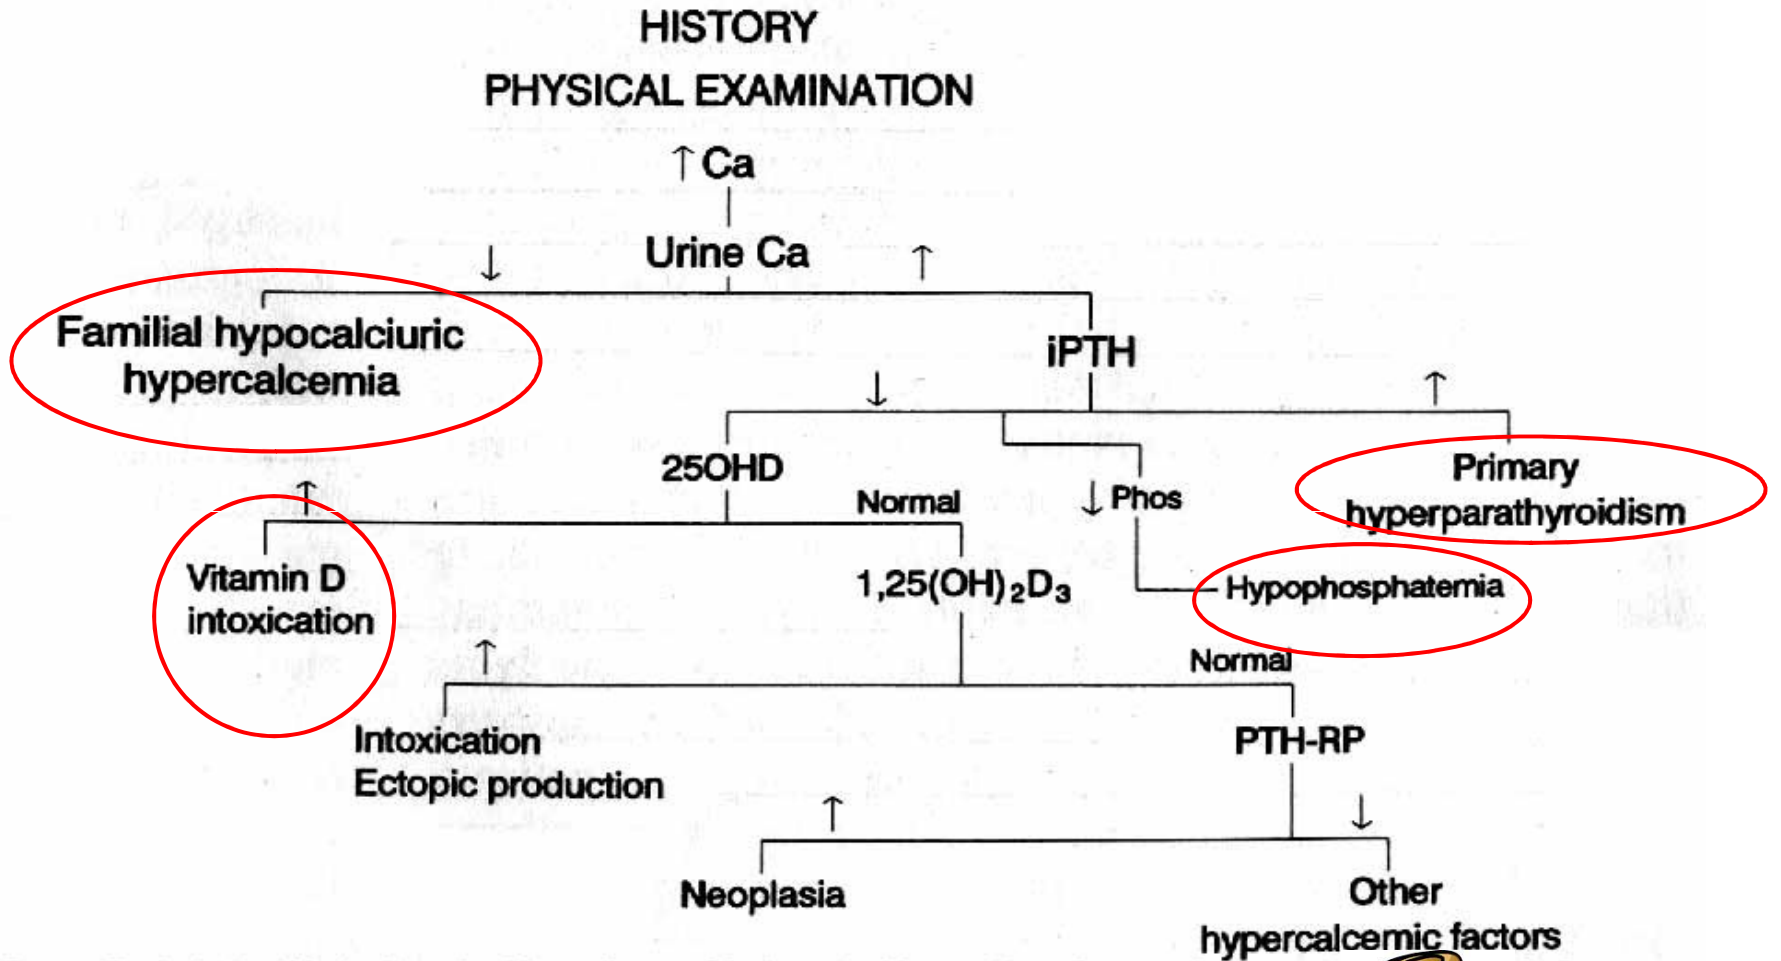 HISTORY
PHYSICAL EXAMINATION
↑ Ca
↓ Urine Ca ↑
Familial hypocalciuric
hypercalcemia
iPTH
↓ ↑
25OHD
Primary
hyperparathyroidism
↑ Normal ↓ Phos
Vitamin D
intoxication
1,25(OH)₂D₃
Hypophosphatemia
↑ Normal
Intoxication
Ectopic production
PTH-RP
↑ ↓
Neoplasia
Other
hypercalcemic factors